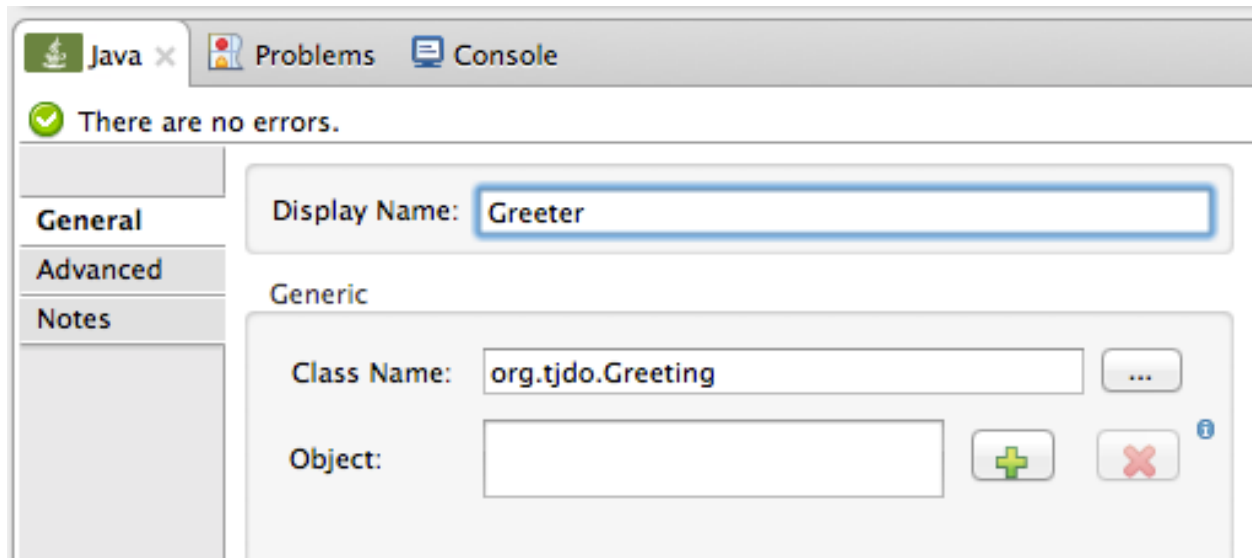 Java Problems Console
There are no errors.
General
Advanced
Notes
Display Name: Greeter
Generic
Class Name: org.tjdo.Greeting ...
Object: